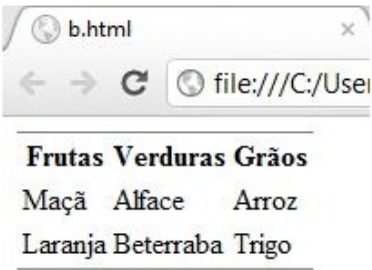 b.html
file:///C:/User
Frutas Verduras Grãos
Maçã Alface Arroz
Laranja Beterraba Trigo